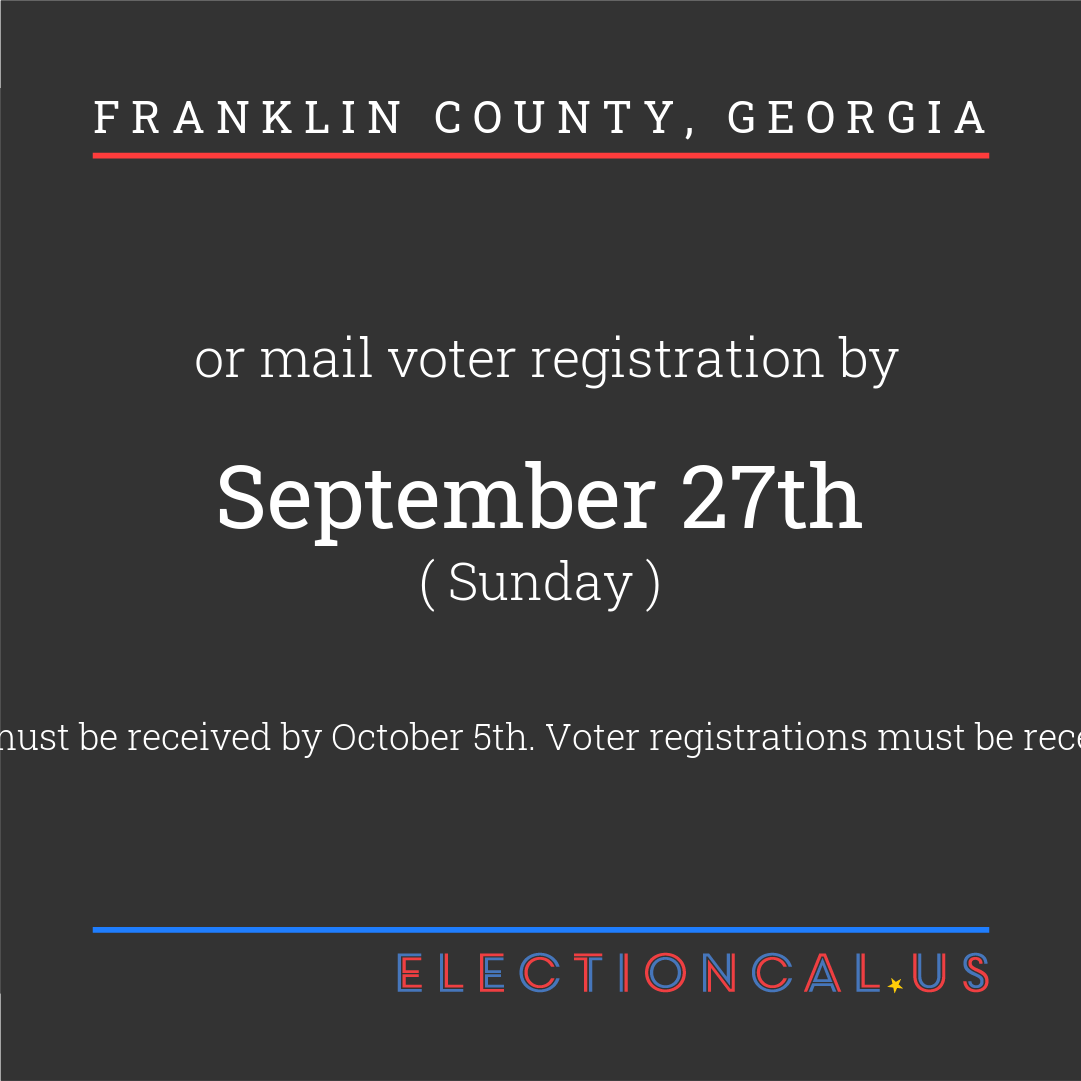 FRANKLIN COUNTY, GEORGIA
or mail voter registration by
September 27th
( Sunday )
must be received by October 5th. Voter registrations must be rece
ELECTIONCAL.US